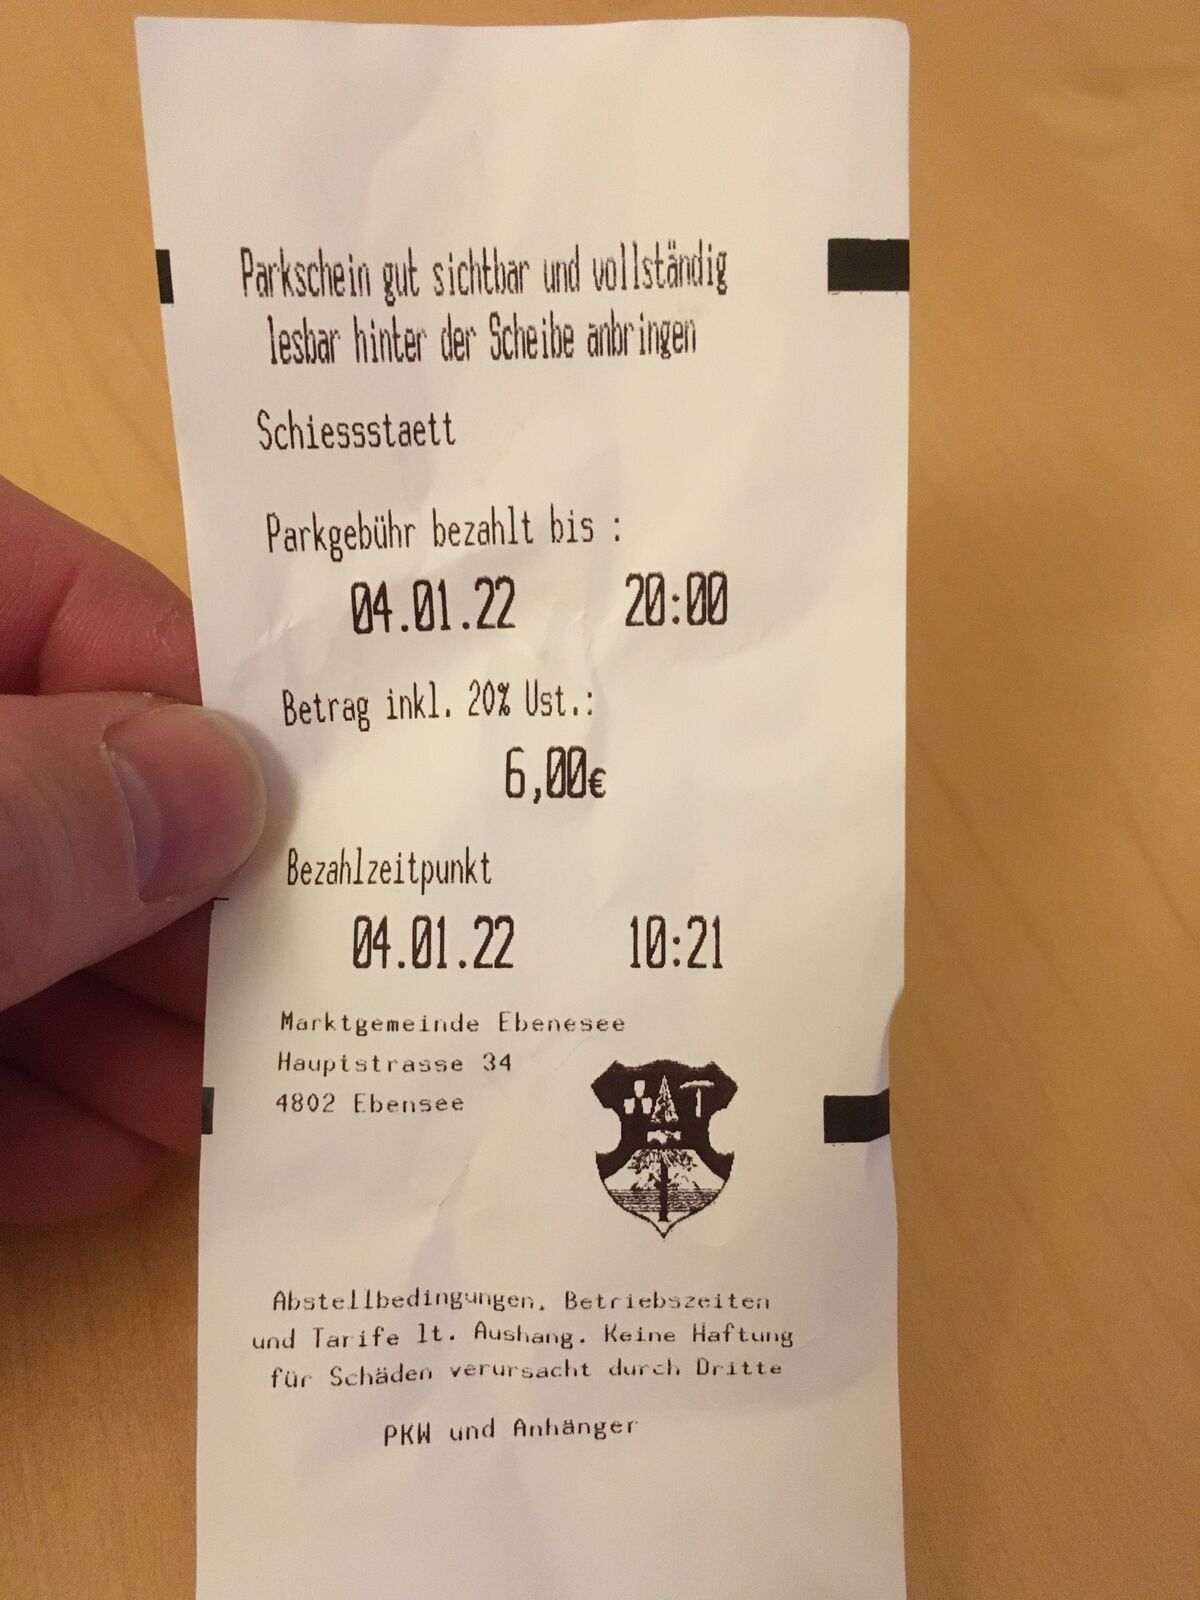 Parkschein gut sichtbar und vollständig
lesbar hinter der Scheibe anbringen
Schiessstaett
Parkgebühr bezahlt bis :
04.01.22 20:00
Betrag inkl. 20% Ust.:
6,00€
Bezahlzeitpunkt
04.01.22 10:21
Marktgemeinde Ebenesee
Hauptstrasse 34
4802 Ebensee
Abstellbedingungen, Betriebszeiten
und Tarife lt. Aushang. Keine Haftung
für Schäden verursacht durch Dritte
PKW und Anhänger